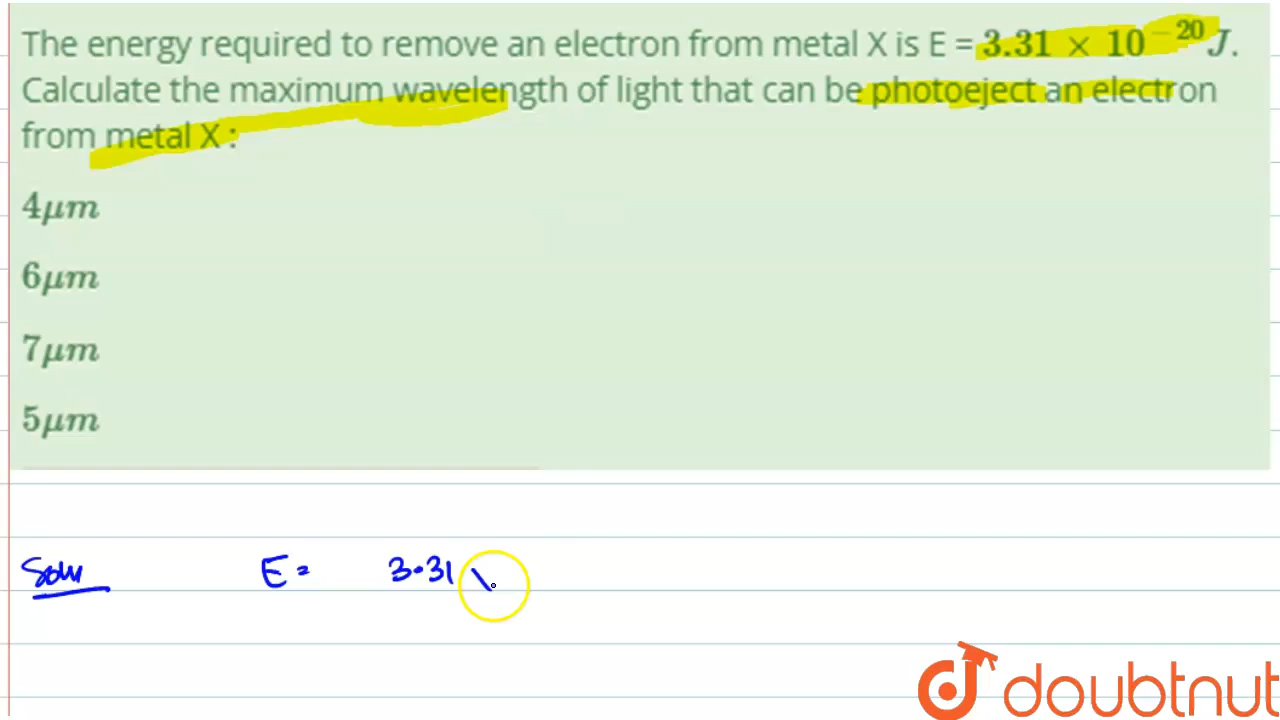 The energy required to remove an electron from metal X is E = 3.31 × 10⁻²⁰ J.
Calculate the maximum wavelength of light that can be photoeject an electron
from metal X :
4μm
6μm
7μm
5μm
Soln E = 3.31
doubtnut